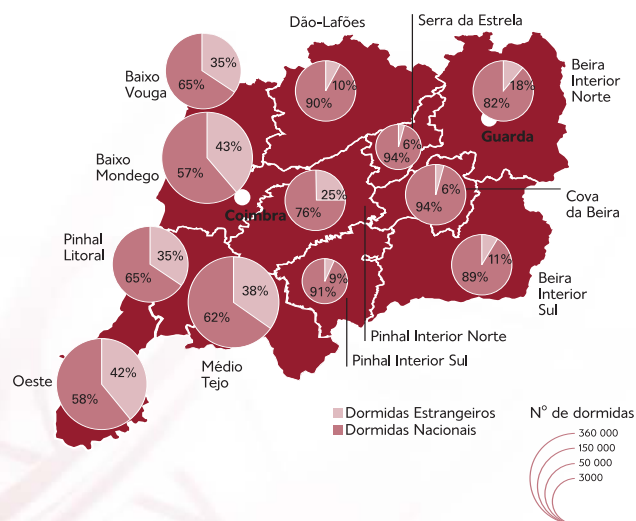 Serra da Estrela
Dão-Lafões
Baixo
Vouga
35%
65%
10%
90%
Beira
Interior
Norte
18%
82%
Guarda
6%
94%
Baixo
Mondego
43%
57%
Coimbra
25%
76%
6%
94%
Cova
da Beira
Pinhal
Litoral
35%
65%
38%
62%
9%
91%
11%
89%
Beira
Interior
Sul
Pinhal Interior Norte
Pinhal Interior Sul
Médio
Tejo
Oeste
42%
58%
Dormidas Estrangeiros
Dormidas Nacionais
Nº de dormidas
360 000
150 000
50 000
3000